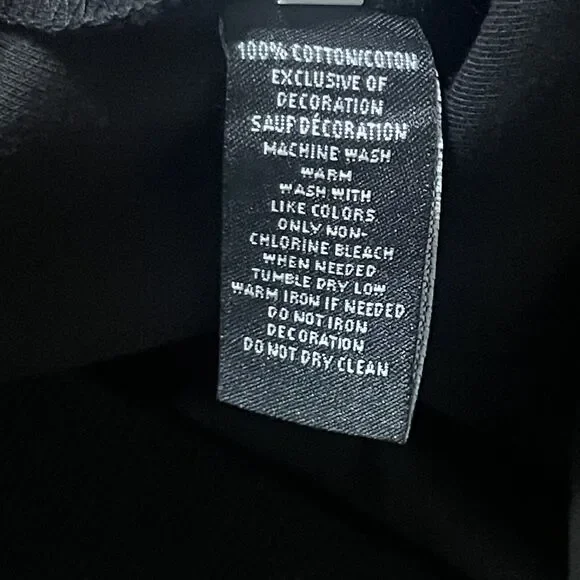 100% COTTON/COTON
EXCLUSIVE OF
DECORATION
SAUF DÉCORATION
MACHINE WASH
WARM
WASH WITH
LIKE COLORS
ONLY NON-
CHLORINE BLEACH
WHEN NEEDED
TUMBLE DRY LOW
WARM IRON IF NEEDED
DO NOT IRON
DECORATION
DO NOT DRY CLEAN